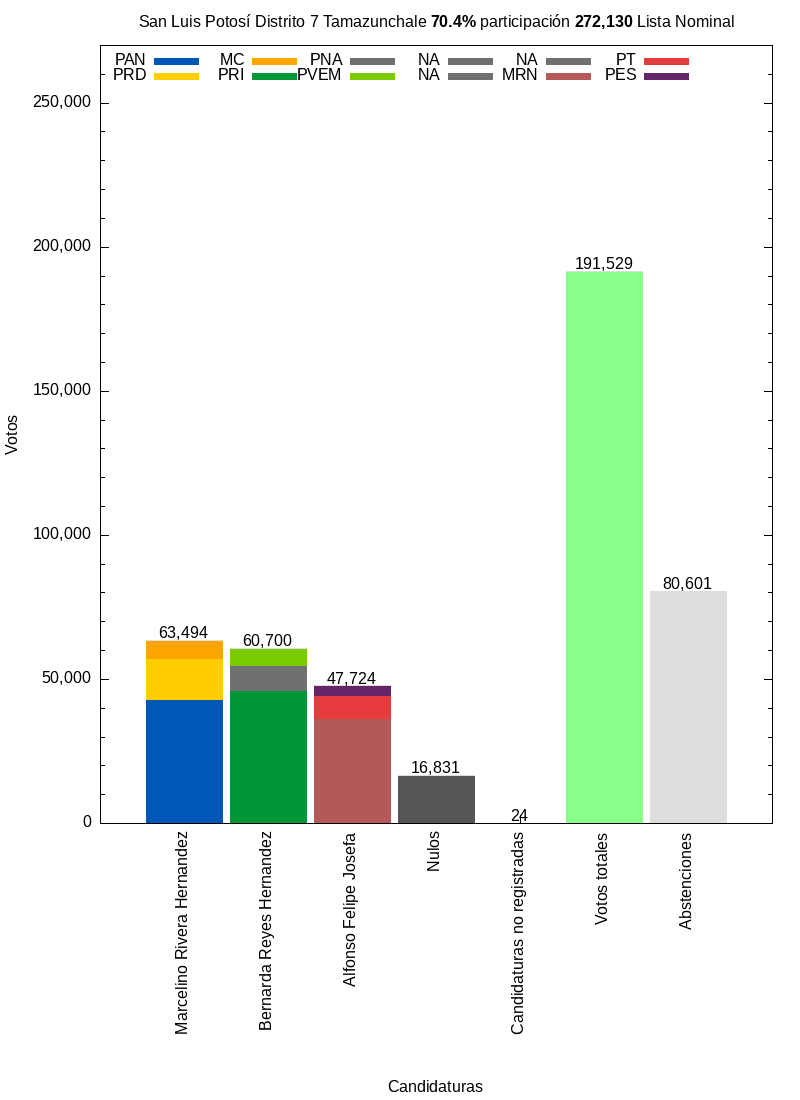 San Luis Potosí Distrito 7 Tamazunchale 70.4% participación 272,130 Lista Nominal
PAN MC PNA NA NA PT
PRD PRI PVEM NA MRN PES
250,000
200,000
150,000
100,000
50,000
0
Votos
63,494
60,700
47,724
16,831
24
191,529
80,601
Marcelino Rivera Hernandez
Bernarda Reyes Hernandez
Alfonso Felipe Josefa
Nulos
Candidaturas no registradas
Votos totales
Abstenciones
Candidaturas